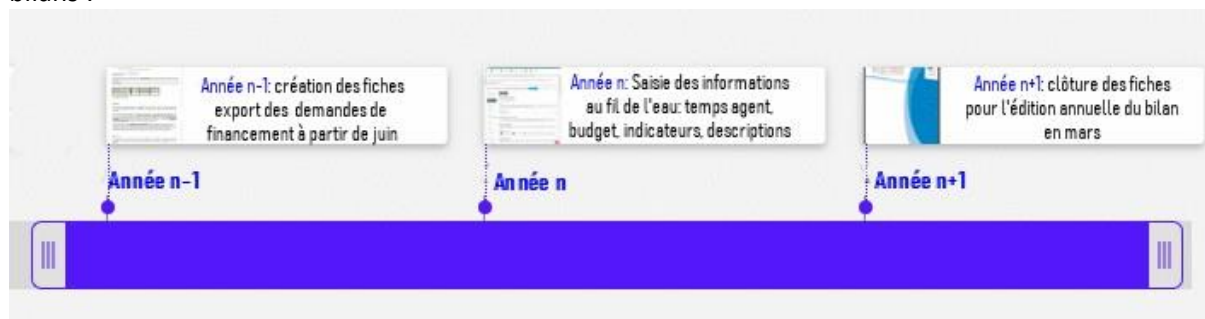 bilans :
Année n-1: création des fiches
export des demandes de
financement à partir de juin
Année n: Saisie des informations
au fil de l'eau: temps agent,
budget, indicateurs, descriptions
Année n+1: clôture des fiches
pour l'édition annuelle du bilan
en mars
Année n-1
Année n
Année n+1